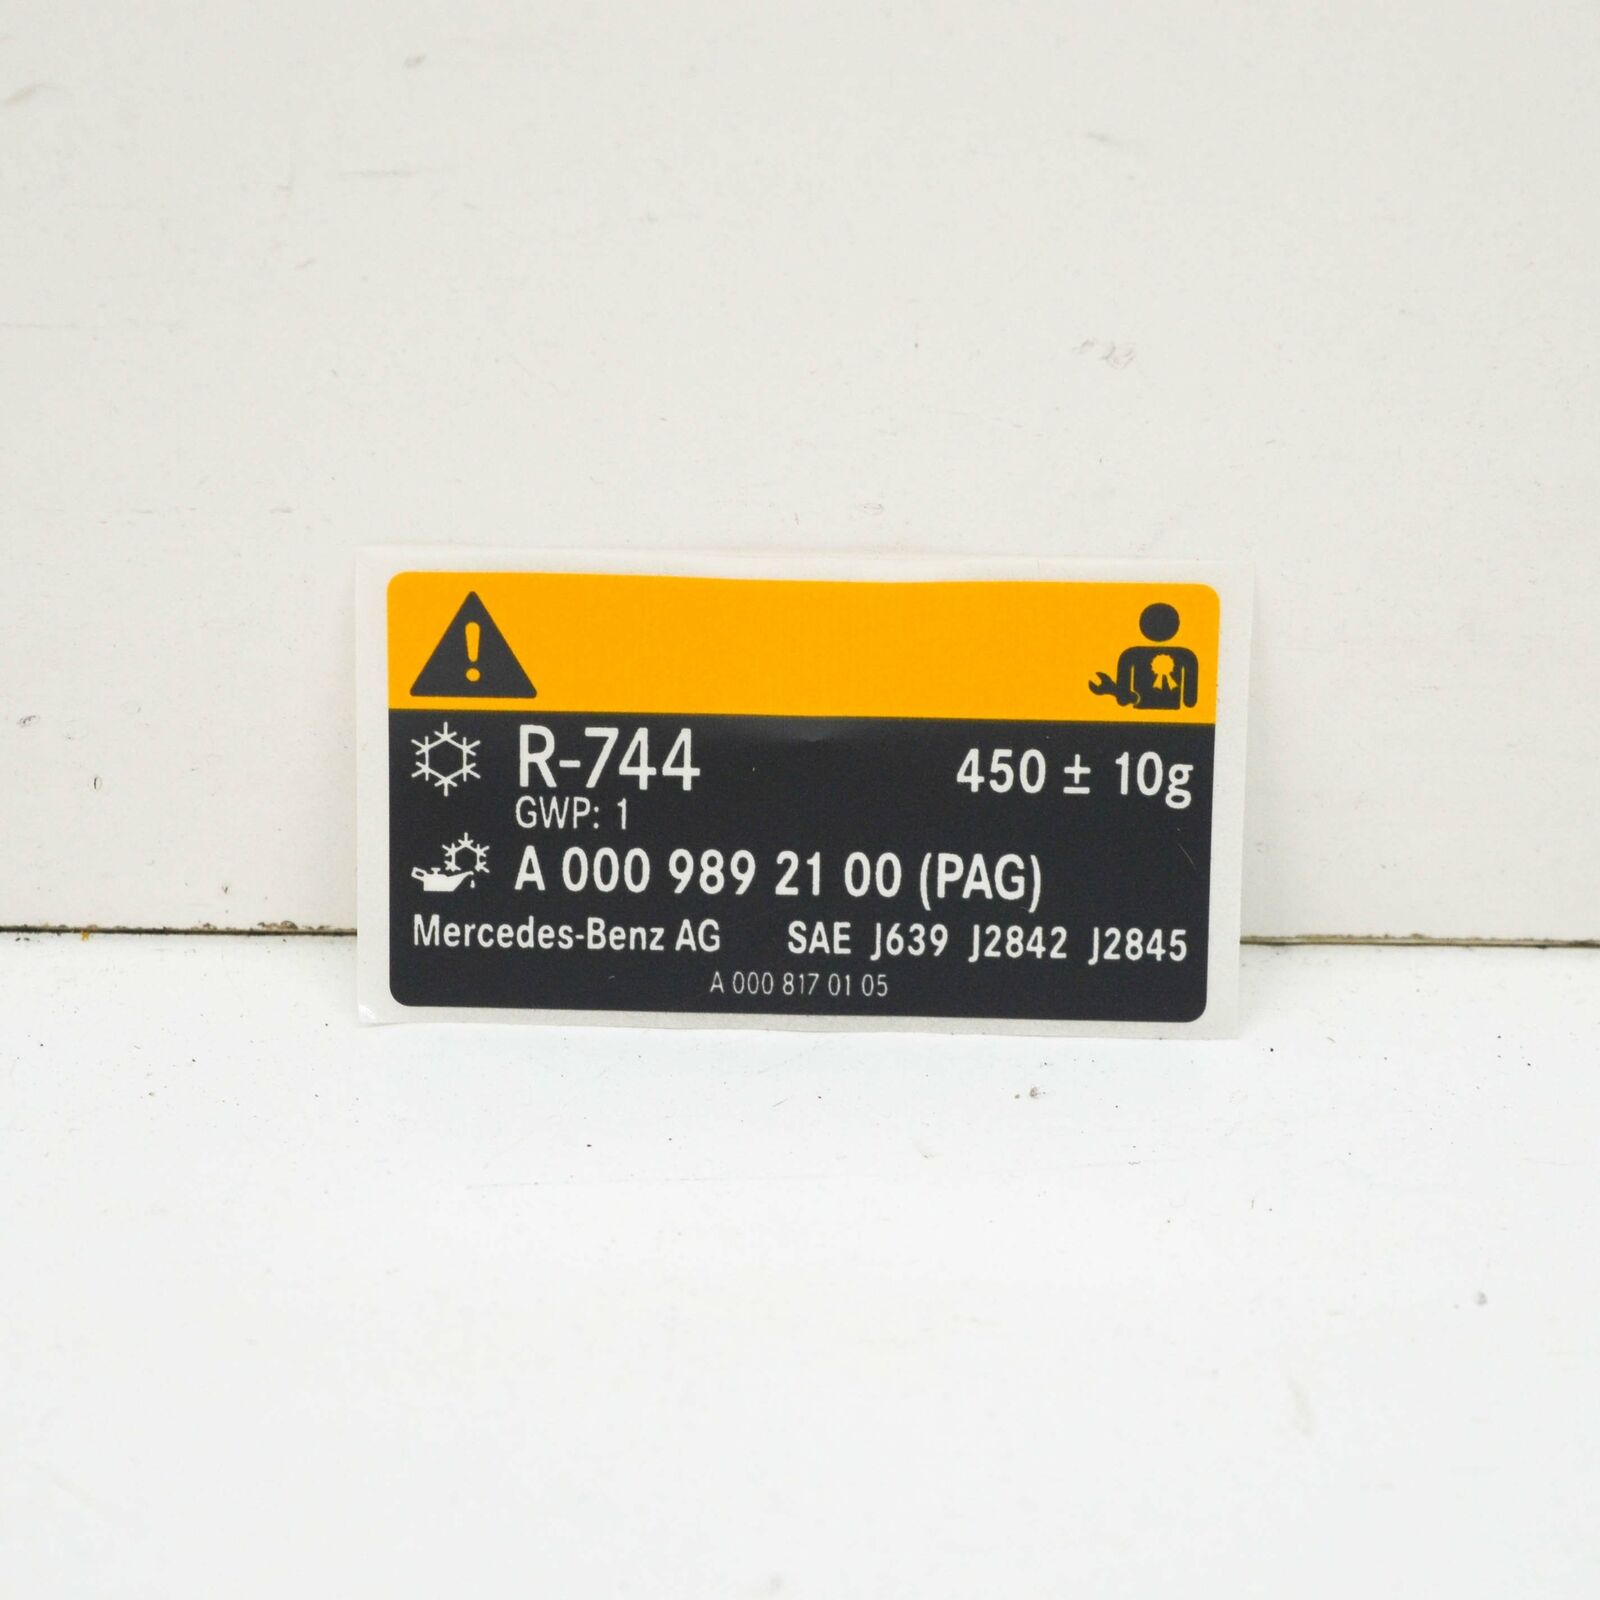 R-744 450 ± 10g
GWP: 1
A 000 989 21 00 (PAG)
Mercedes-Benz AG SAE J639 J2842 J2845
A 000 817 01 05